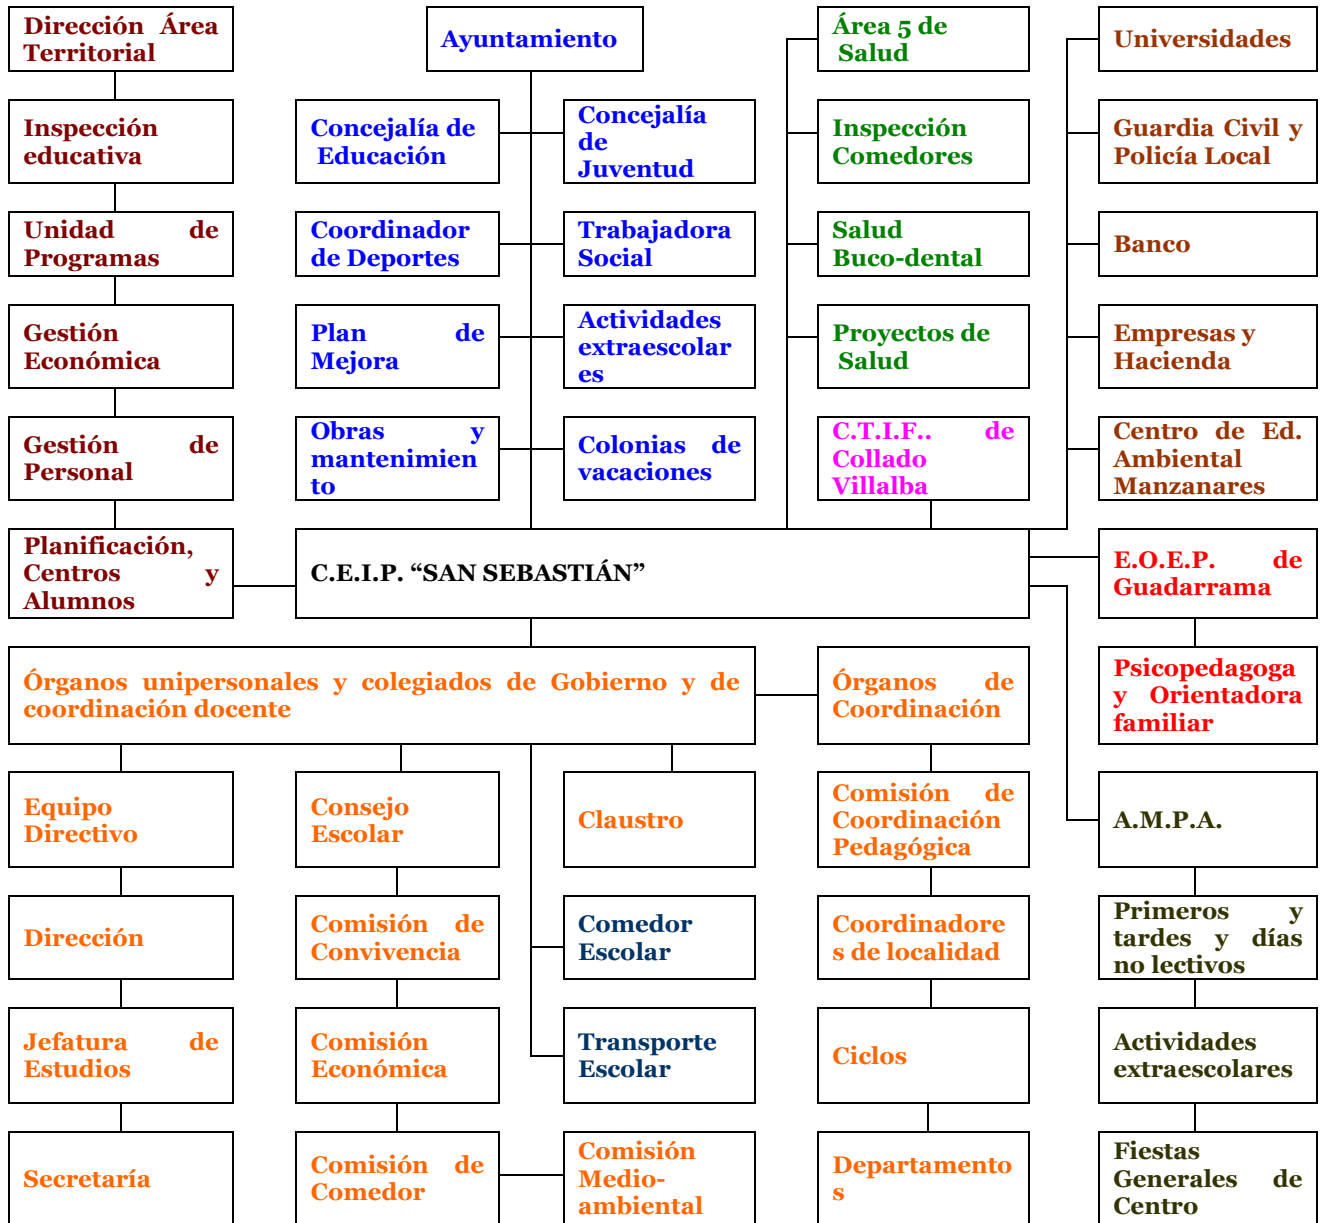 Dirección Área
Territorial
Ayuntamiento
Área 5 de
Salud
Universidades
Inspección
educativa
Concejalía de
Educación
Concejalía
de
Juventud
Inspección
Comedores
Guardia Civil y
Policía Local
Unidad de
Programas
Coordinador
de Deportes
Trabajadora
Social
Salud
Buco-dental
Banco
Gestión
Económica
Plan de
Mejora
Actividades
extraescolar
es
Proyectos de
Salud
Empresas y
Hacienda
Gestión de
Personal
Obras y
mantenimien
to
Colonias de
vacaciones
C.T.I.F.. de
Collado
Villalba
Centro de Ed.
Ambiental
Manzanares
Planificación,
Centros y
Alumnos
C.E.I.P. “SAN SEBASTIÁN”
E.O.E.P. de
Guadarrama
Órganos unipersonales y colegiados de Gobierno y de
coordinación docente
Órganos de
Coordinación
Psicopedagoga
y Orientadora
familiar
Equipo
Directivo
Consejo
Escolar
Claustro
Comisión de
Coordinación
Pedagógica
A.M.P.A.
Dirección
Comisión de
Convivencia
Comedor
Escolar
Coordinadore
s de localidad
Primeros y
tardes y días
no lectivos
Jefatura de
Estudios
Comisión
Económica
Transporte
Escolar
Ciclos
Actividades
extraescolares
Secretaría
Comisión de
Comedor
Comisión
Medio-
ambiental
Departamento
s
Fiestas
Generales de
Centro